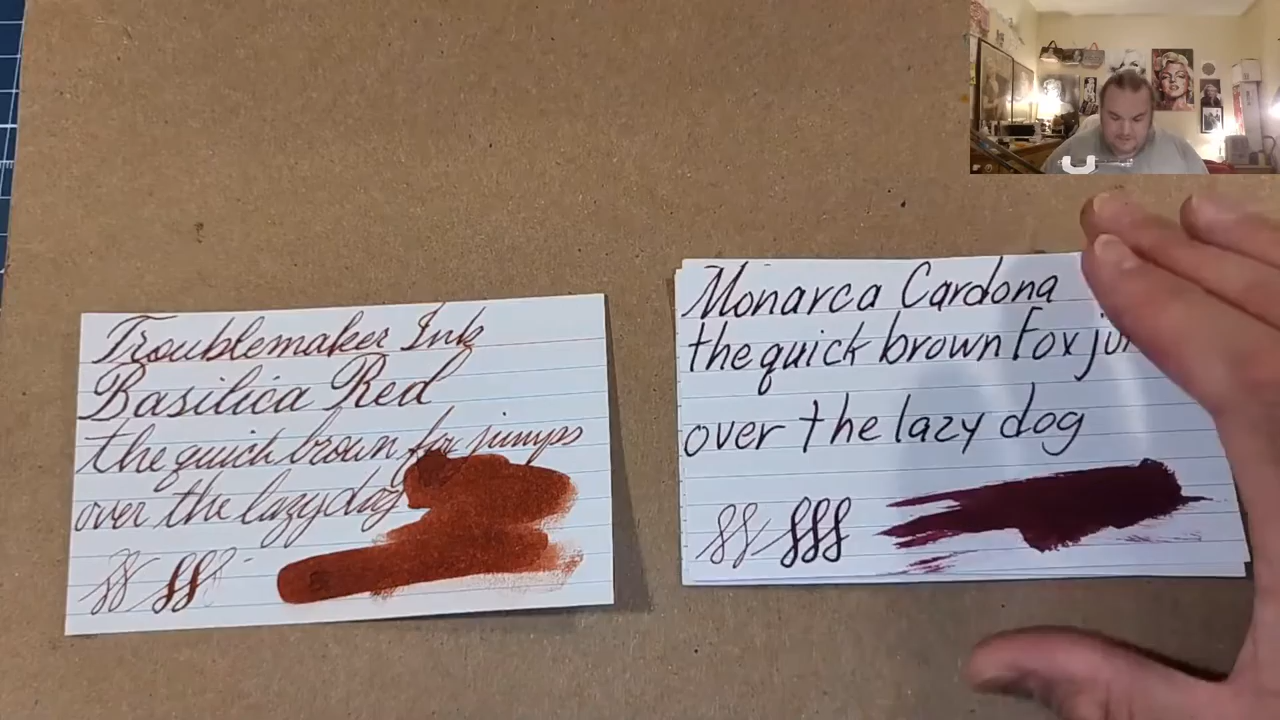 Troublemaker Ink
Basilica Red
the quick brown fox jumps
over the lazy dog
Monarca Cardona
the quick brown fox
over the lazy dog